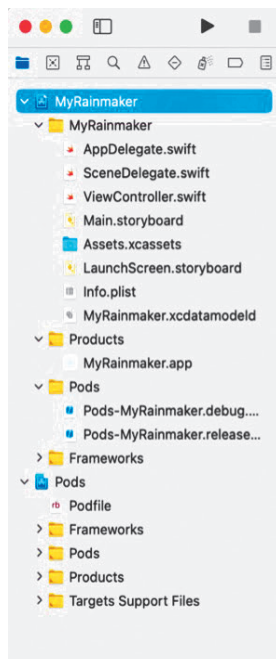 MyRainmaker
MyRainmaker
AppDelegate.swift
SceneDelegate.swift
ViewController.swift
Main.storyboard
Assets.xcassets
LaunchScreen.storyboard
Info.plist
MyRainmaker.xcdatamodeld
Products
MyRainmaker.app
Pods
Pods-MyRainmaker.debug....
Pods-MyRainmaker.release...
Frameworks
Pods
rb Podfile
Frameworks
Pods
Products
Targets Support Files